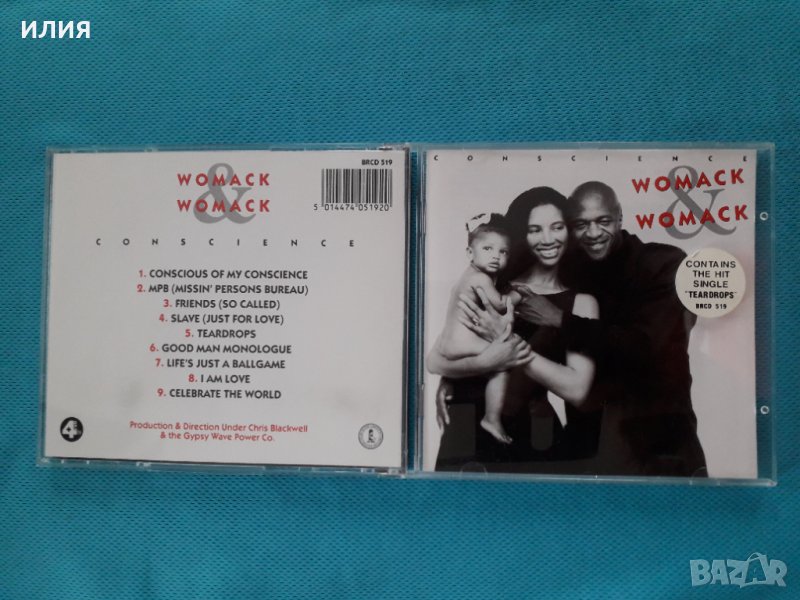 илия
WOMACK
&
WOMACK
CONSCIENCE
BRCD 519
5 014474 051920
1. CONSCIOUS OF MY CONSCIENCE
2. MPB (MISSIN' PERSONS BUREAU)
3. FRIENDS (SO CALLED)
4. SLAVE (JUST FOR LOVE)
5. TEARDROPS
6. GOOD MAN MONOLOGUE
7. LIFE'S JUST A BALLGAME
8. I AM LOVE
9. CELEBRATE THE WORLD
4
Production & Direction Under Chris Blackwell
& the Gypsy Wave Power Co.
CONSCIENCE
WOMACK
&
WOMACK
CONTAINS
THE HIT
SINGLE
"TEARDROPS"
BRCD 519
BAZAR